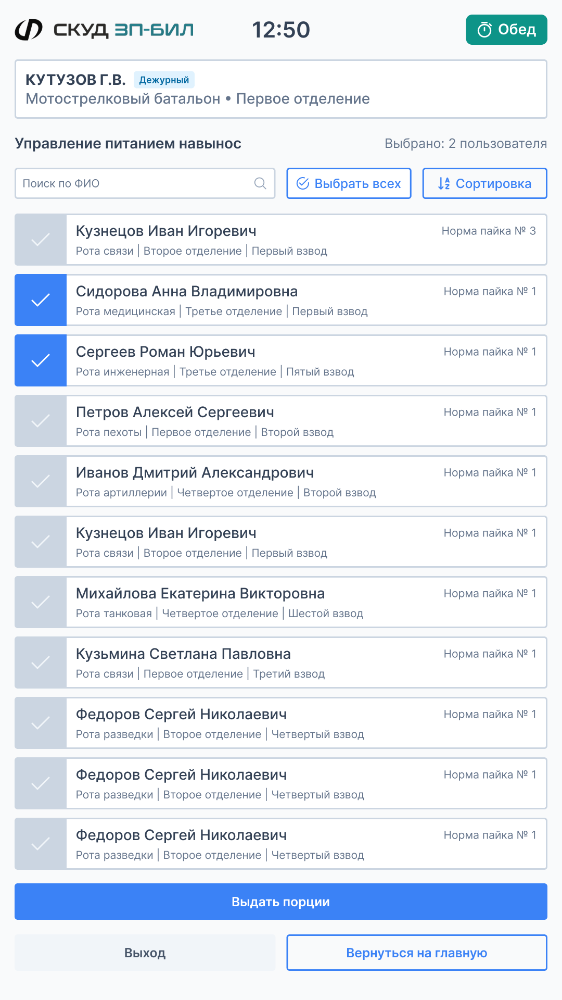 СКУД ЗП-БИЛ
12:50
Обед
КУТУЗОВ Г.В. Дежурный
Мотострелковый батальон • Первое отделение
Управление питанием навынос
Выбрано: 2 пользователя
Поиск по ФИО
Выбрать всех
Сортировка
Кузнецов Иван Игоревич
Норма пайка № 3
Рота связи | Второе отделение | Первый взвод
Сидорова Анна Владимировна
Норма пайка № 1
Рота медицинская | Третье отделение | Первый взвод
Сергеев Роман Юрьевич
Норма пайка № 1
Рота инженерная | Третье отделение | Пятый взвод
Петров Алексей Сергеевич
Норма пайка № 1
Рота пехоты | Первое отделение | Второй взвод
Иванов Дмитрий Александрович
Норма пайка № 1
Рота артиллерии | Четвертое отделение | Второй взвод
Кузнецов Иван Игоревич
Норма пайка № 1
Рота связи | Второе отделение | Первый взвод
Михайлова Екатерина Викторовна
Норма пайка № 1
Рота танковая | Четвертое отделение | Шестой взвод
Кузьмина Светлана Павловна
Норма пайка № 1
Рота связи | Первое отделение | Третий взвод
Федоров Сергей Николаевич
Норма пайка № 1
Рота разведки | Второе отделение | Четвертый взвод
Федоров Сергей Николаевич
Норма пайка № 1
Рота разведки | Второе отделение | Четвертый взвод
Федоров Сергей Николаевич
Норма пайка № 1
Рота разведки | Второе отделение | Четвертый взвод
Выдать порции
Выход
Вернуться на главную